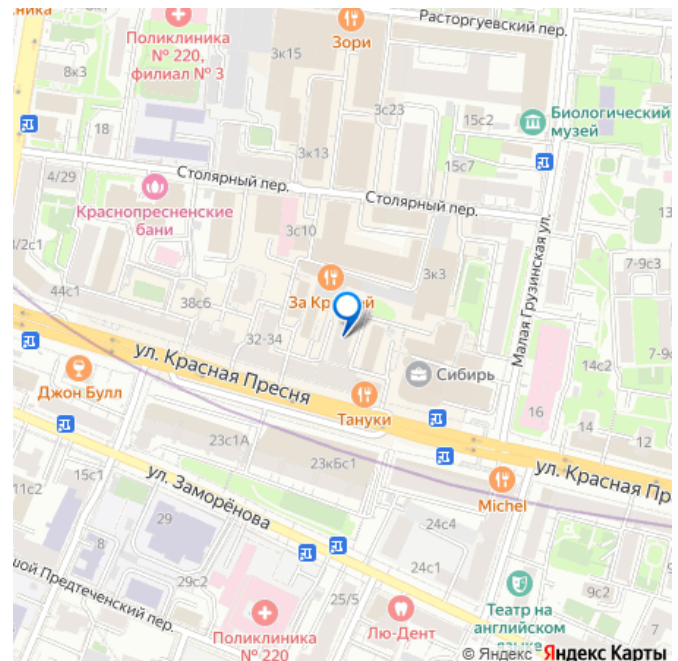 Расторгуевский пер.
Поликлиника
№ 220,
филиал № 3
Зори
3к15
8к3
18
3с23
15с2
Биологический
музей
3к13
15с7
Столярный пер.
Столярный пер.
4/29
Краснопресненские
бани
3с10
13
Малая Грузинская ул.
7-9с3
3к3
44с1
38с6
32-34
Сибирь
14с2
ул. Красная Пресня
Джон Булл
Тануки
16
14
12
23с1А
23кБс1
ул. Красная Пр
15с1
11с2
ул. Заморёнова
Michel
29
8
24с4
29с2
24с1
25/5
9с2
7
Поликлиника
№ 220
Лю-Дент
Театр на
английском
© Яндекс Яндекс Карты